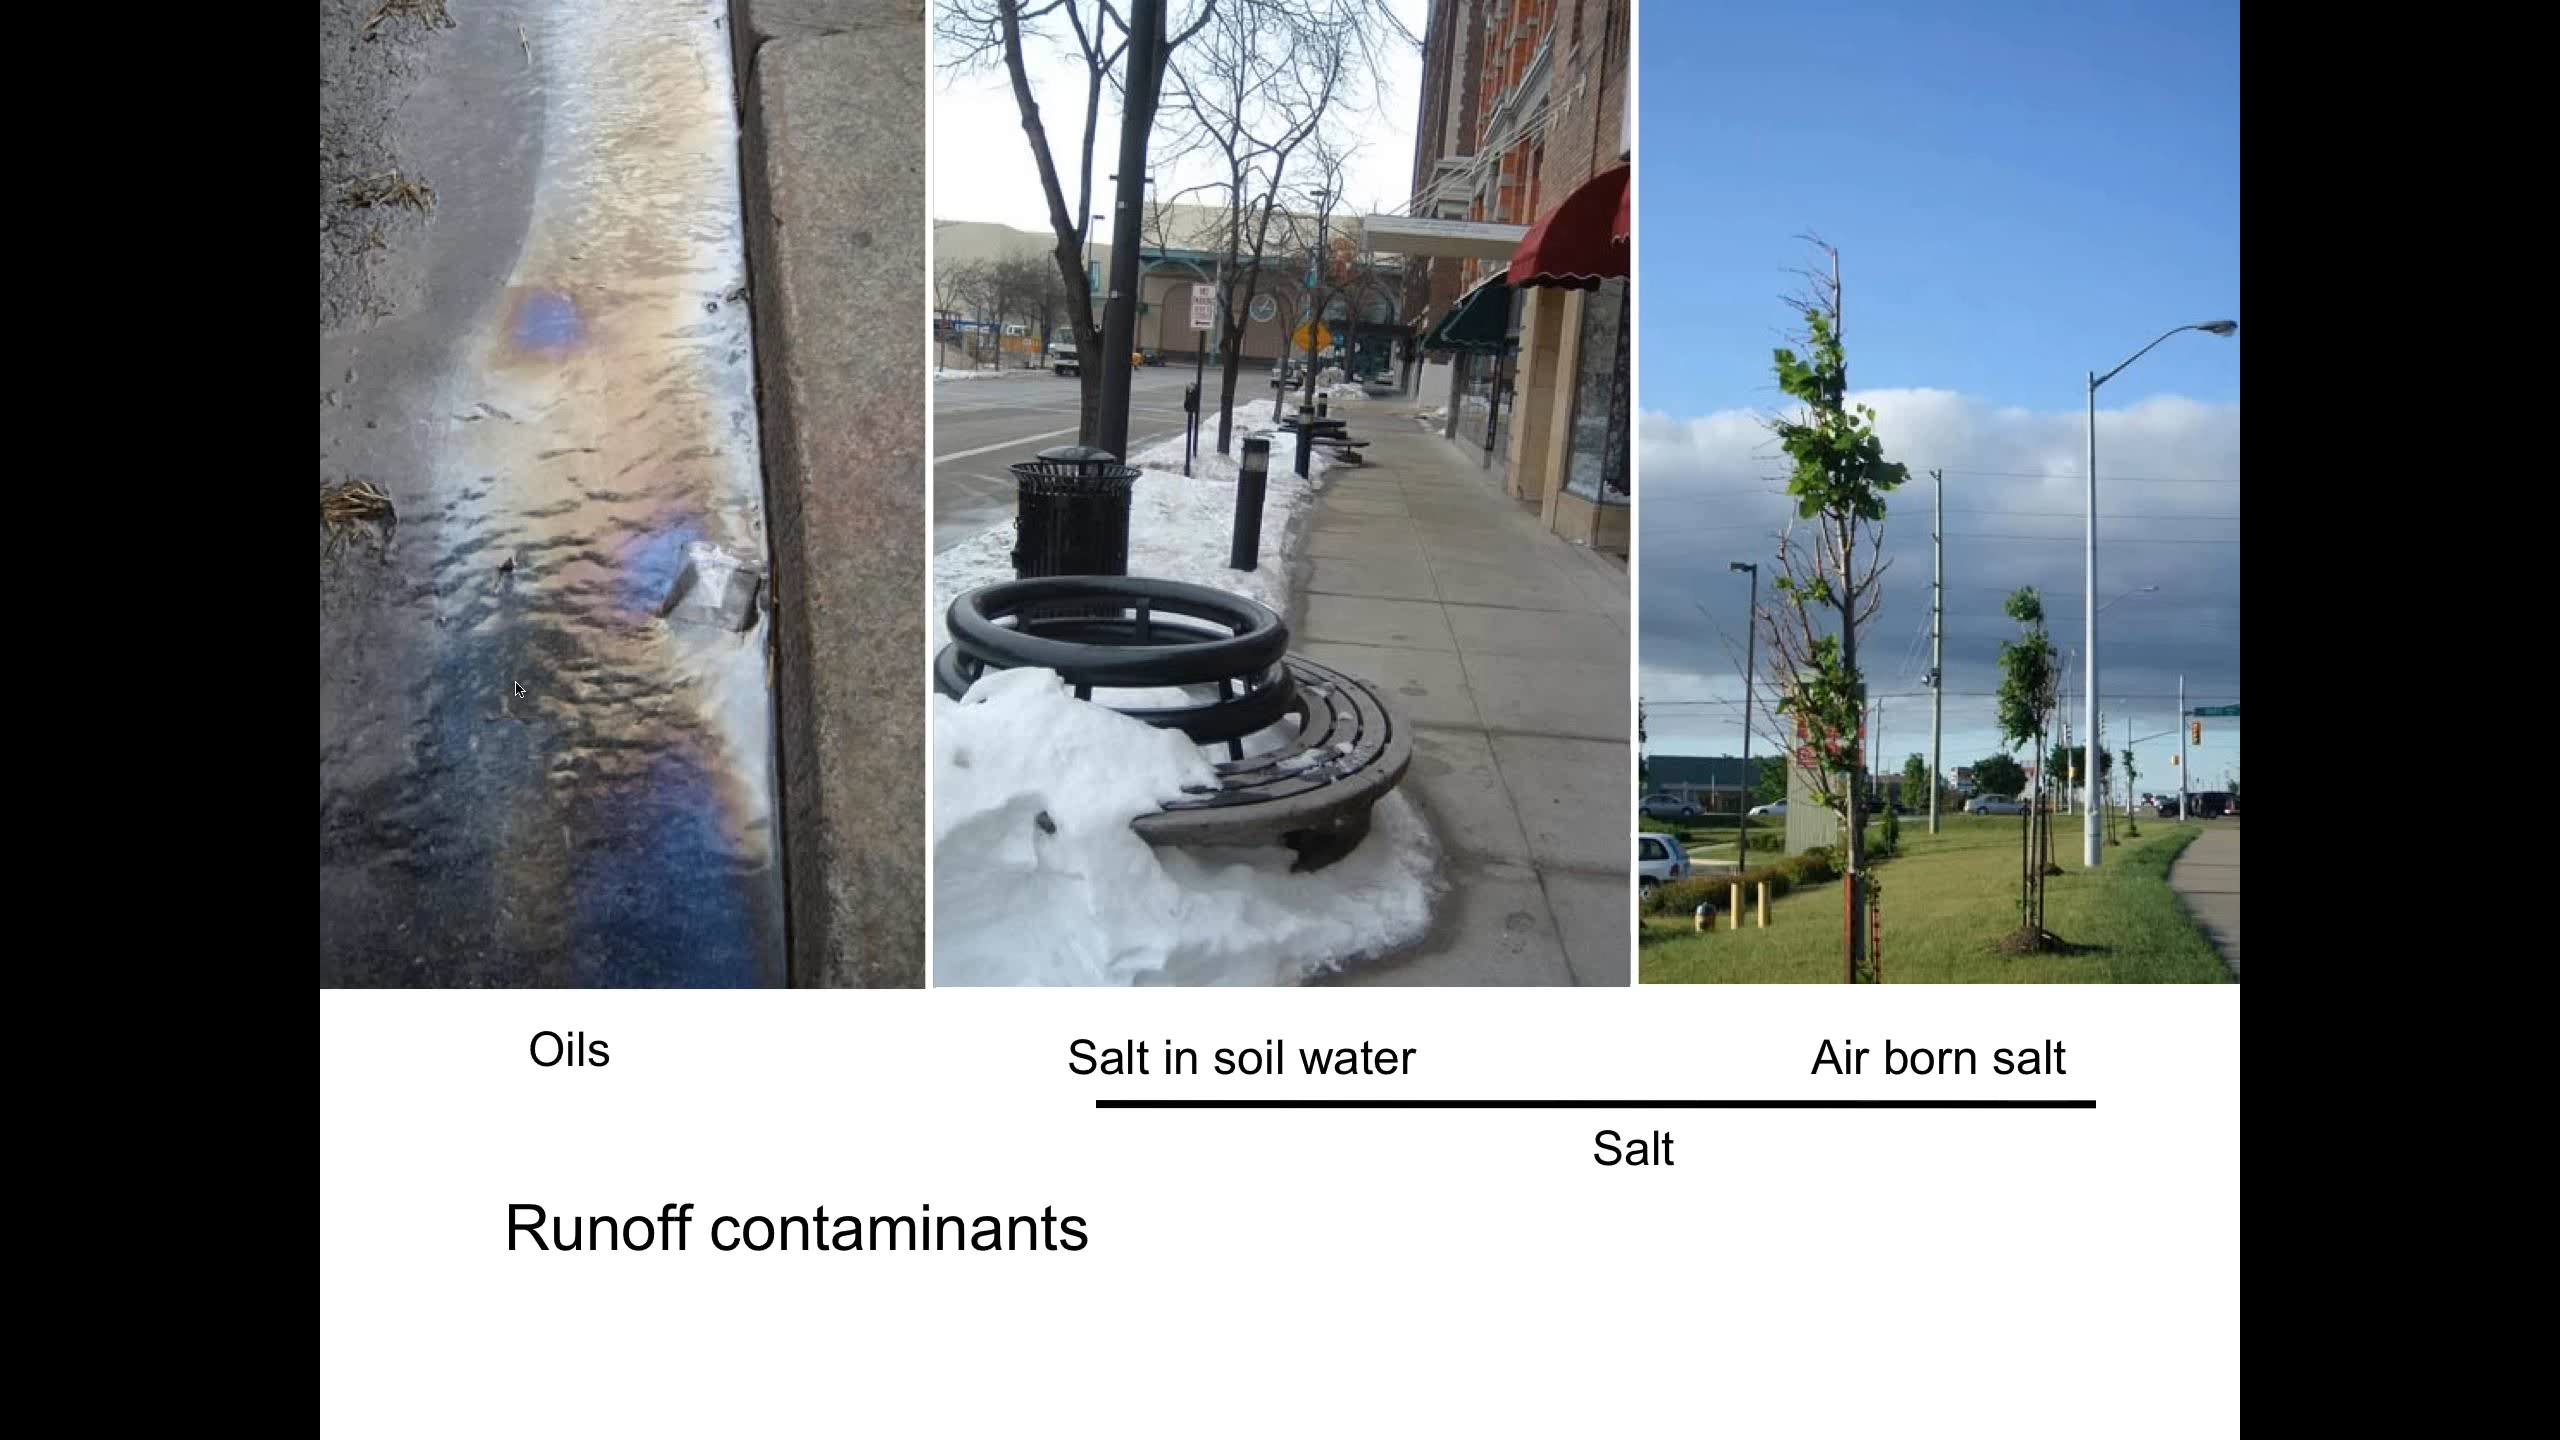 Oils
Salt in soil water
Air born salt
Salt
Runoff contaminants